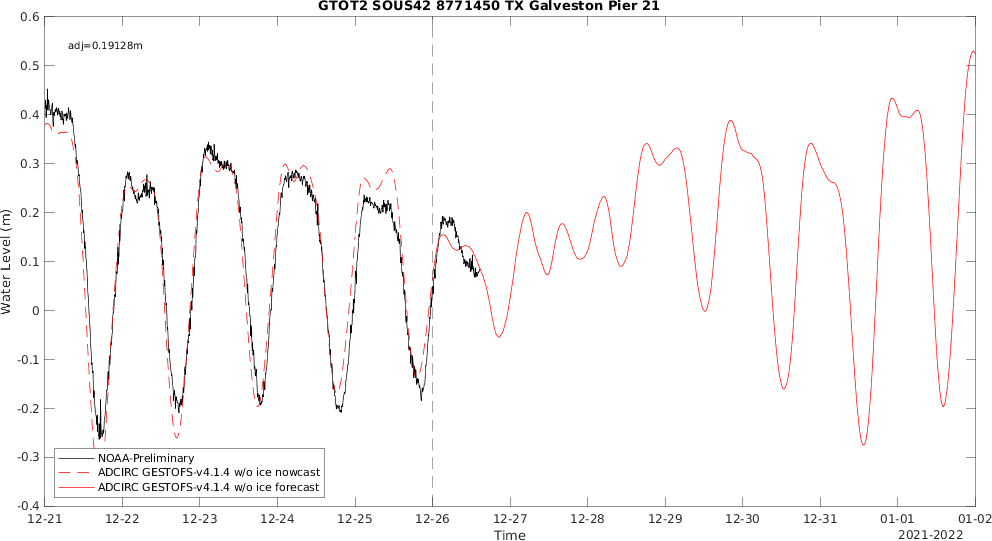 GTOT2 SOUS42 8771450 TX Galveston Pier 21
adj=0.19128m
0.6
0.5
0.4
0.3
0.2
0.1
0
-0.1
-0.2
-0.3
-0.4
Water Level (m)
NOAA-Preliminary
ADCIRC GESTOFS-v4.1.4 w/o ice nowcast
ADCIRC GESTOFS-v4.1.4 w/o ice forecast
12-21 12-22 12-23 12-24 12-25 12-26 12-27 12-28 12-29 12-30 12-31 01-01 01-02
Time
2021-2022